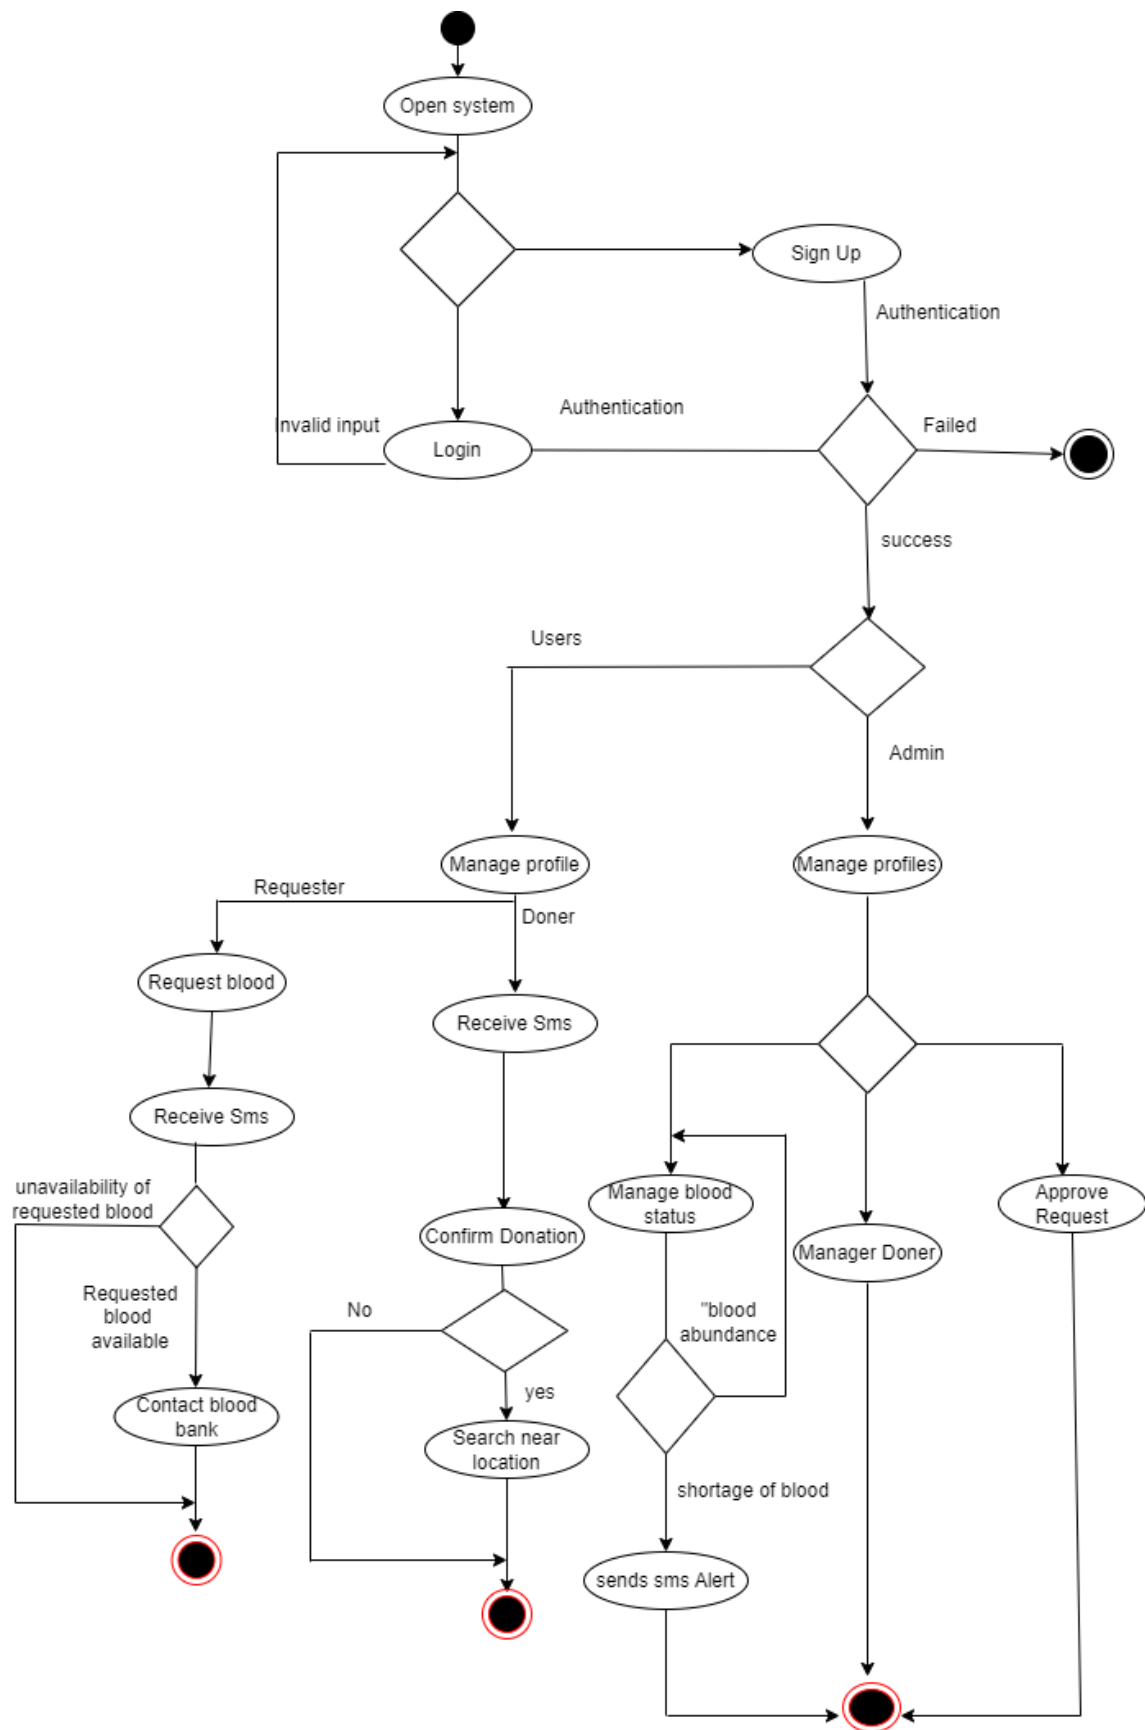 Open system
Sign Up
Authentication
Invalid input
Authentication
Login
Failed
success
Users
Admin
Manage profile
Manage profiles
Requester
Doner
Request blood
Receive Sms
Receive Sms
unavailability of
requested blood
Manage blood
status
Approve
Request
Confirm Donation
Manager Doner
Requested
blood
available
No
"blood
abundance
yes
Contact blood
bank
Search near
location
shortage of blood
sends sms Alert